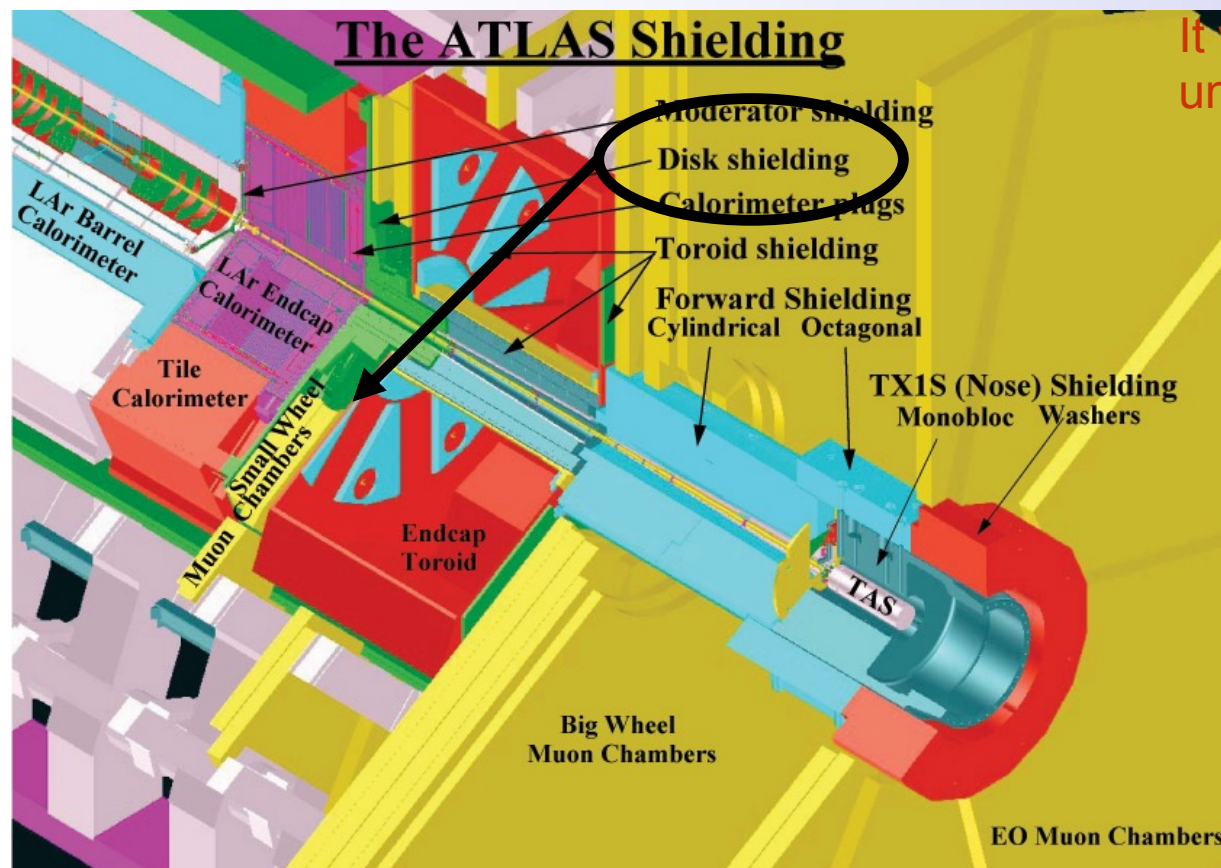 The ATLAS Shielding
It
un
Moderator shielding
Disk shielding
Calorimeter plugs
Toroid shielding
Forward Shielding
Cylindrical Octagonal
TX1S (Nose) Shielding
Monobloc Washers
LAr Barrel
Calorimeter
LAr Endcap
Calorimeter
Tile
Calorimeter
Muon Small Wheel
Chambers
Endcap
Toroid
TAS
Big Wheel
Muon Chambers
EO Muon Chambers